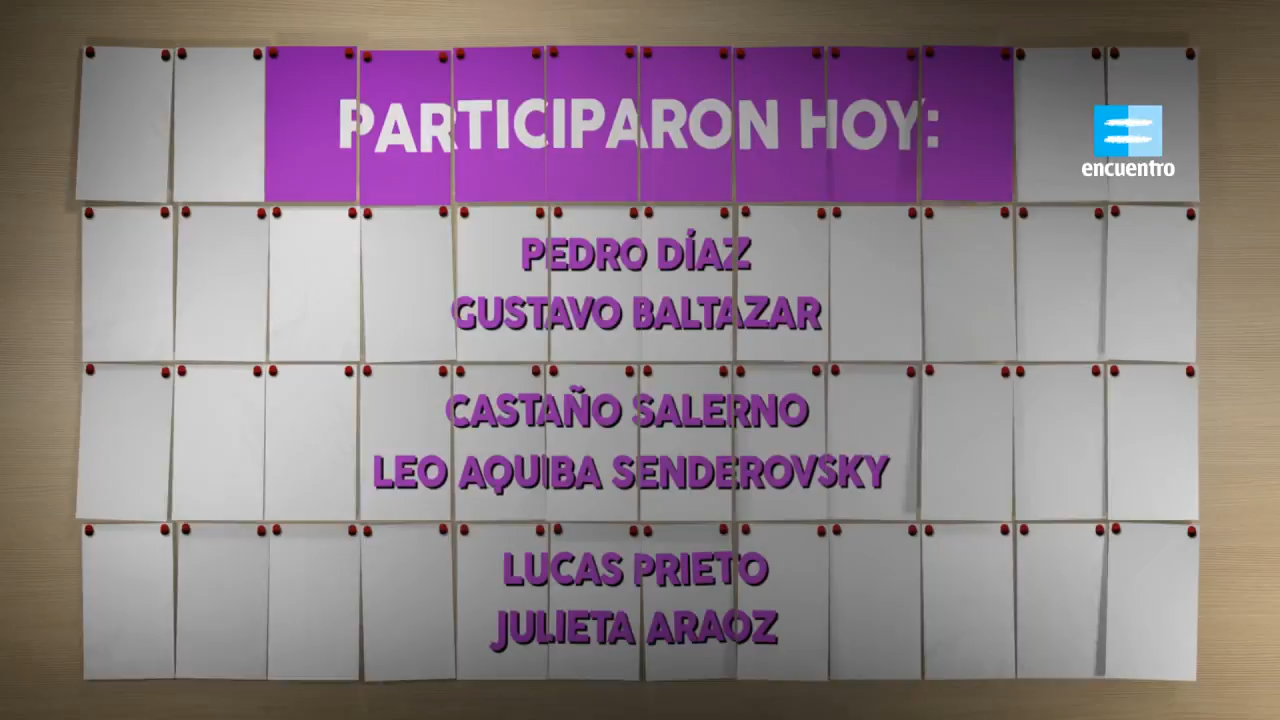 PARTICIPARON HOY:
encuentro
PEDRO DÍAZ
GUSTAVO BALTAZAR
CASTAÑO SALERNO
LEO AQUIBA SENDEROVSKY
LUCAS PRIETO
JULIETA ARAOZ